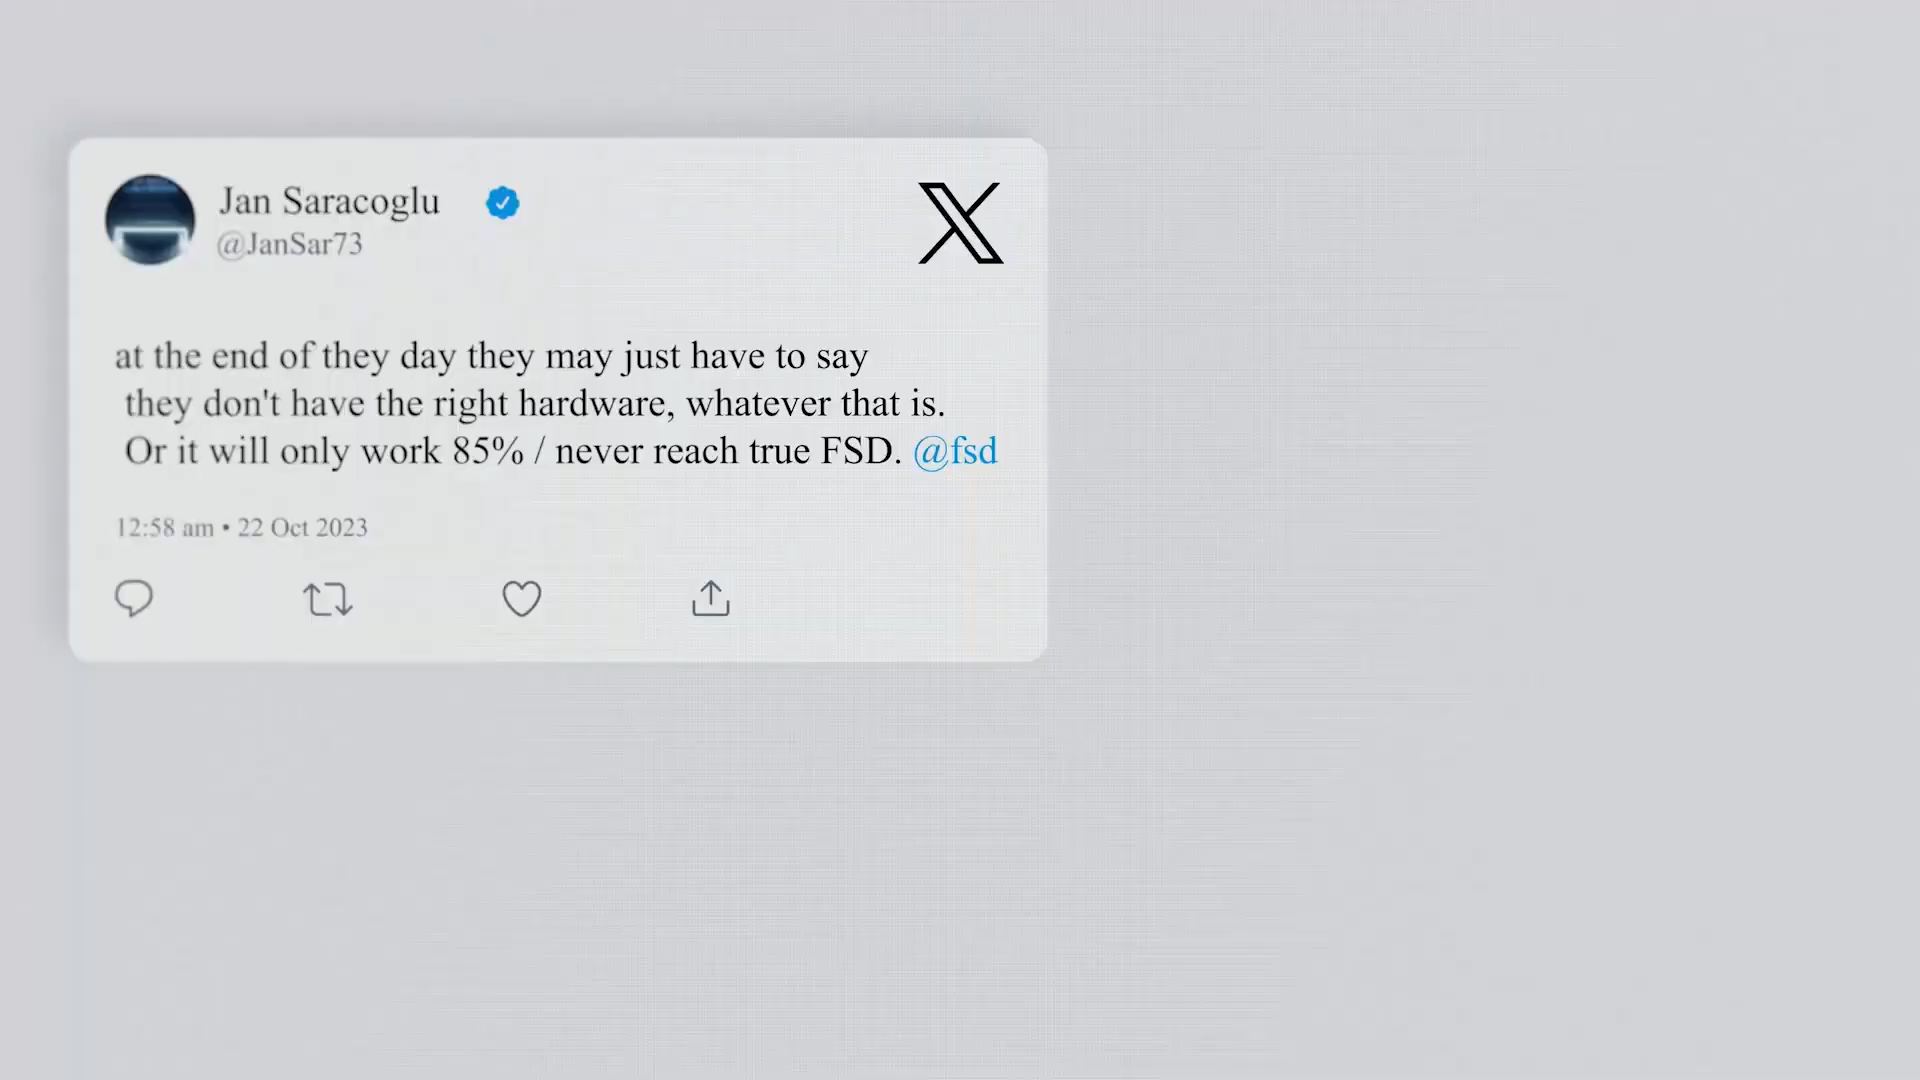 Jan Saracoglu
@JanSar73
at the end of they day they may just have to say
they don't have the right hardware, whatever that is.
Or it will only work 85% / never reach true FSD. @fsd
12:58 am • 22 Oct 2023